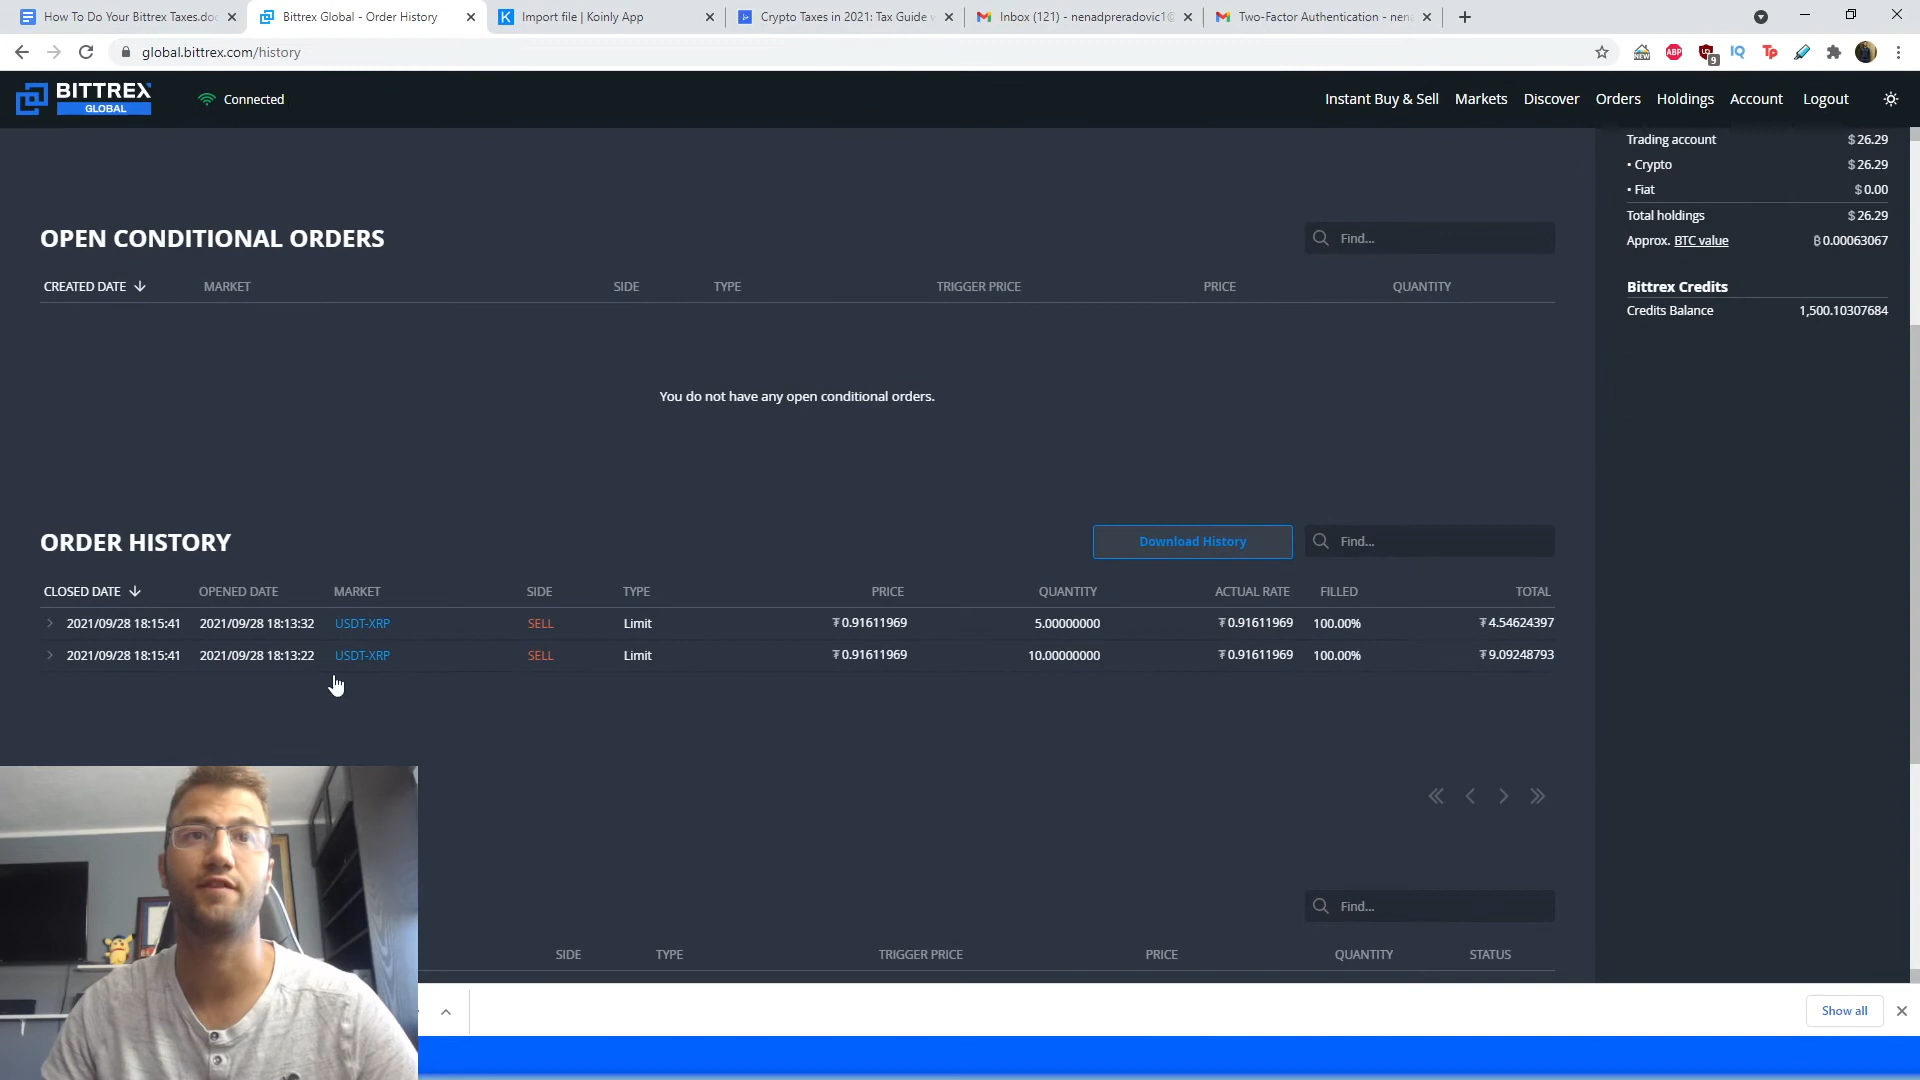 How To Do Your Bittrex Taxes.doc
Bittrex Global - Order History
Import file | Koinly App
Crypto Taxes in 2021: Tax Guide
Inbox (121) - nenadpreradovic1@
Two-Factor Authentication - nen
global.bittrex.com/history
NEW
ABP
9
IQ
Tp
BITTREX
GLOBAL
Connected
Instant Buy & Sell
Markets
Discover
Orders
Holdings
Account
Logout
Trading account $26.29
• Crypto $26.29
• Fiat $0.00
Total holdings $26.29
Approx. BTC value ₿0.00063067
Bittrex Credits
Credits Balance 1,500.10307684
OPEN CONDITIONAL ORDERS
Find...
CREATED DATE MARKET SIDE TYPE TRIGGER PRICE PRICE QUANTITY
You do not have any open conditional orders.
ORDER HISTORY
Download History
Find...
CLOSED DATE OPENED DATE MARKET SIDE TYPE PRICE QUANTITY ACTUAL RATE FILLED TOTAL
2021/09/28 18:15:41 2021/09/28 18:13:32 USDT-XRP SELL Limit ₮0.91611969 5.00000000 ₮0.91611969 100.00% ₮4.54624397
2021/09/28 18:15:41 2021/09/28 18:13:22 USDT-XRP SELL Limit ₮0.91611969 10.00000000 ₮0.91611969 100.00% ₮9.09248793
Find...
SIDE TYPE TRIGGER PRICE PRICE QUANTITY STATUS
Show all